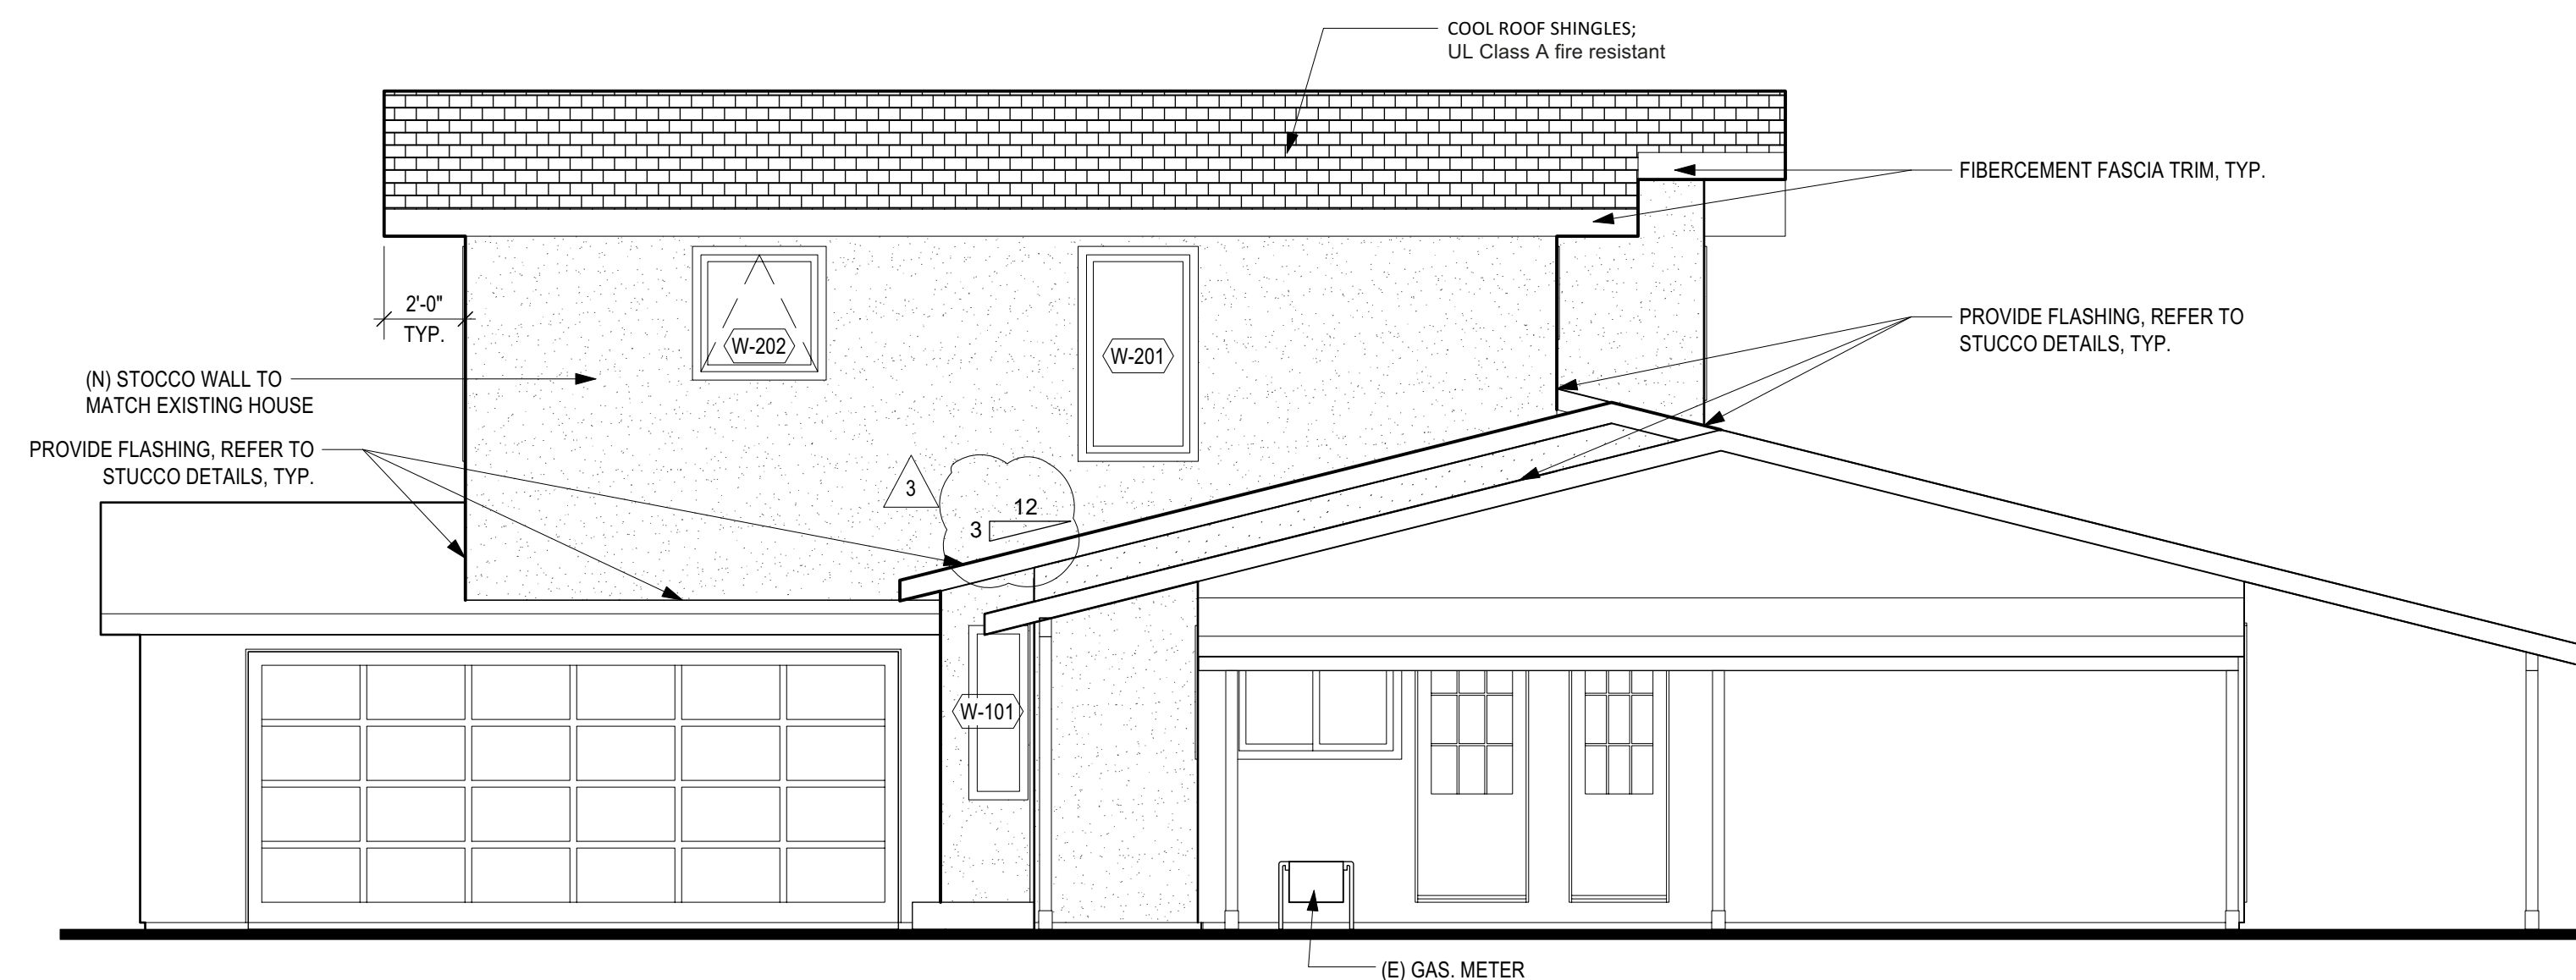 COOL ROOF SHINGLES;
UL Class A fire resistant
FIBERCEMENT FASCIA TRIM, TYP.
2'-0"
TYP.
W-202
W-201
PROVIDE FLASHING, REFER TO
STUCCO DETAILS, TYP.
(N) STOCCO WALL TO
MATCH EXISTING HOUSE
PROVIDE FLASHING, REFER TO
STUCCO DETAILS, TYP.
3
12
3
W-101
(E) GAS. METER